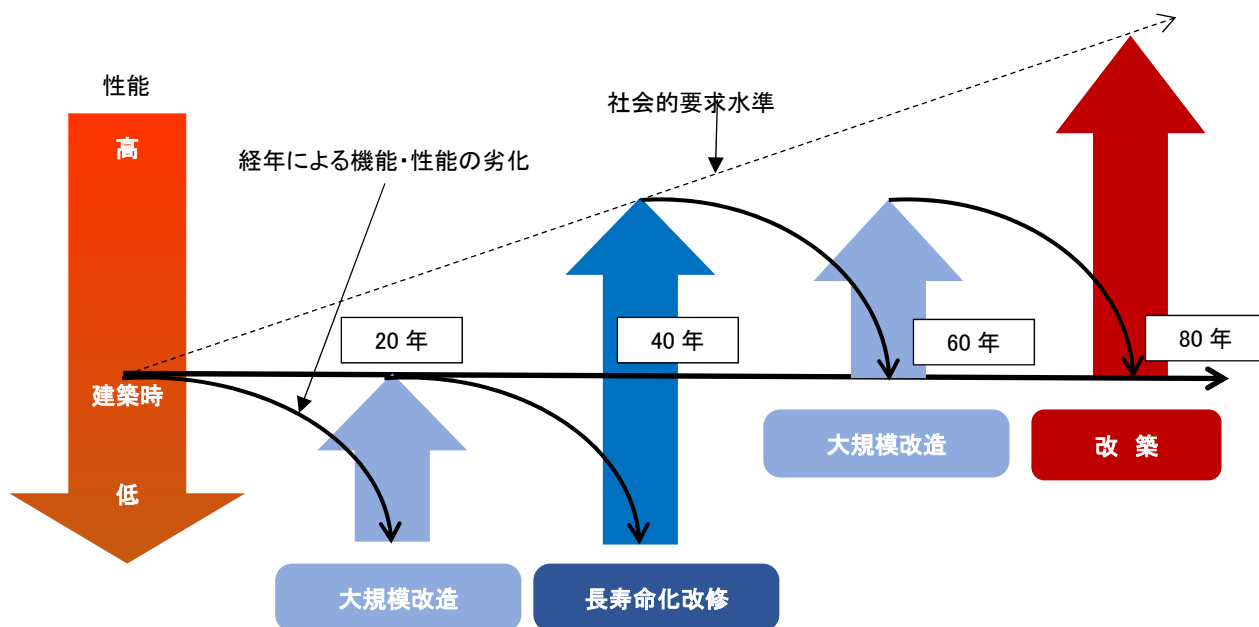 性能
社会的要求水準
高
経年による機能・性能の劣化
20 年
40 年
60 年
80 年
建築時
大規模改造
改 築
低
大規模改造
長寿命化改修